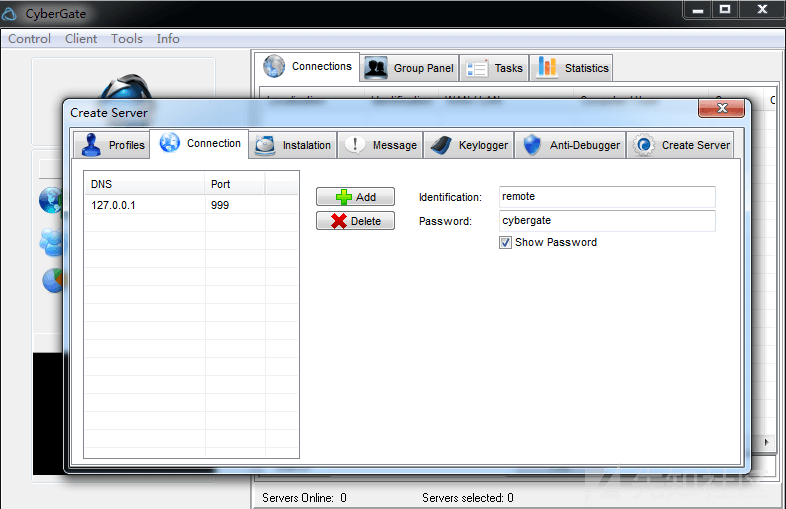 CyberGate
Control Client Tools Info
Connections Group Panel Tasks Statistics
Create Server
Profiles Connection Instalation Message Keylogger Anti-Debugger Create Server
DNS Port
127.0.0.1 999
Add
Delete
Identification: remote
Password: cybergate
Show Password
Servers Online: 0 Servers selected: 0